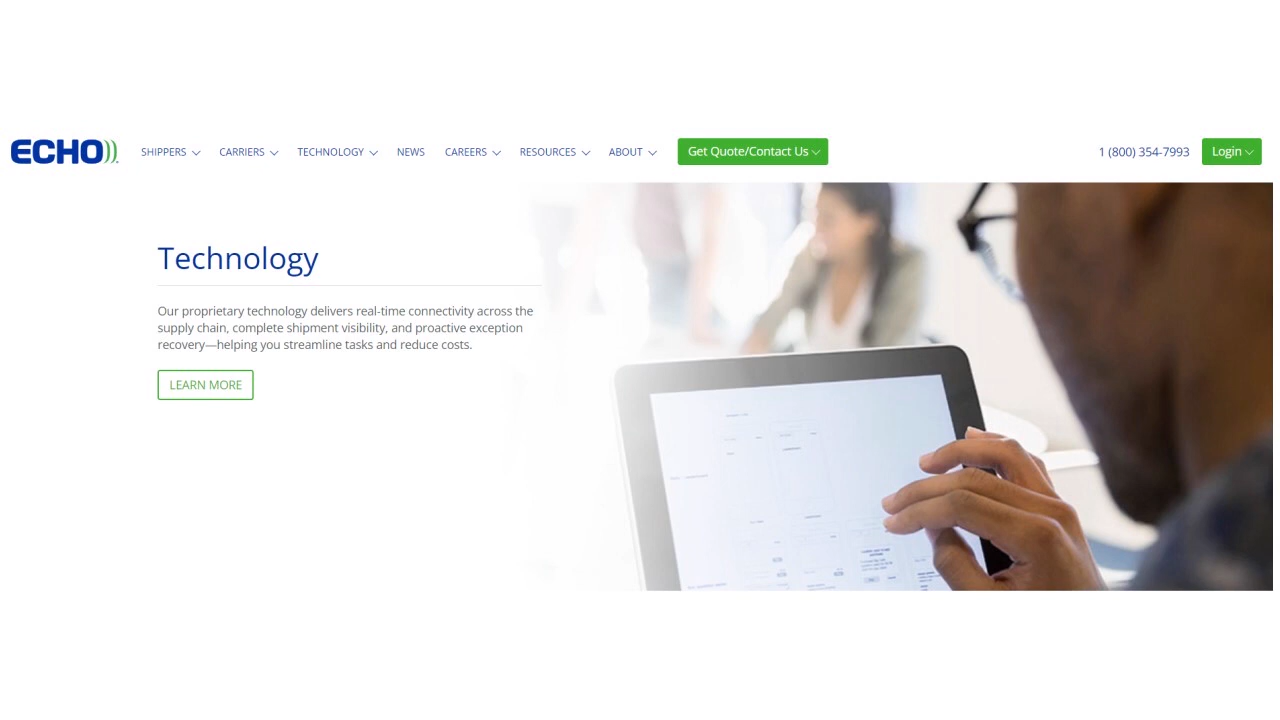 ECHO
SHIPPERS
CARRIERS
TECHNOLOGY
NEWS
CAREERS
RESOURCES
ABOUT
Get Quote/Contact Us
1 (800) 354-7993
Login
Technology
Our proprietary technology delivers real-time connectivity across the
supply chain, complete shipment visibility, and proactive exception
recovery—helping you streamline tasks and reduce costs.
LEARN MORE